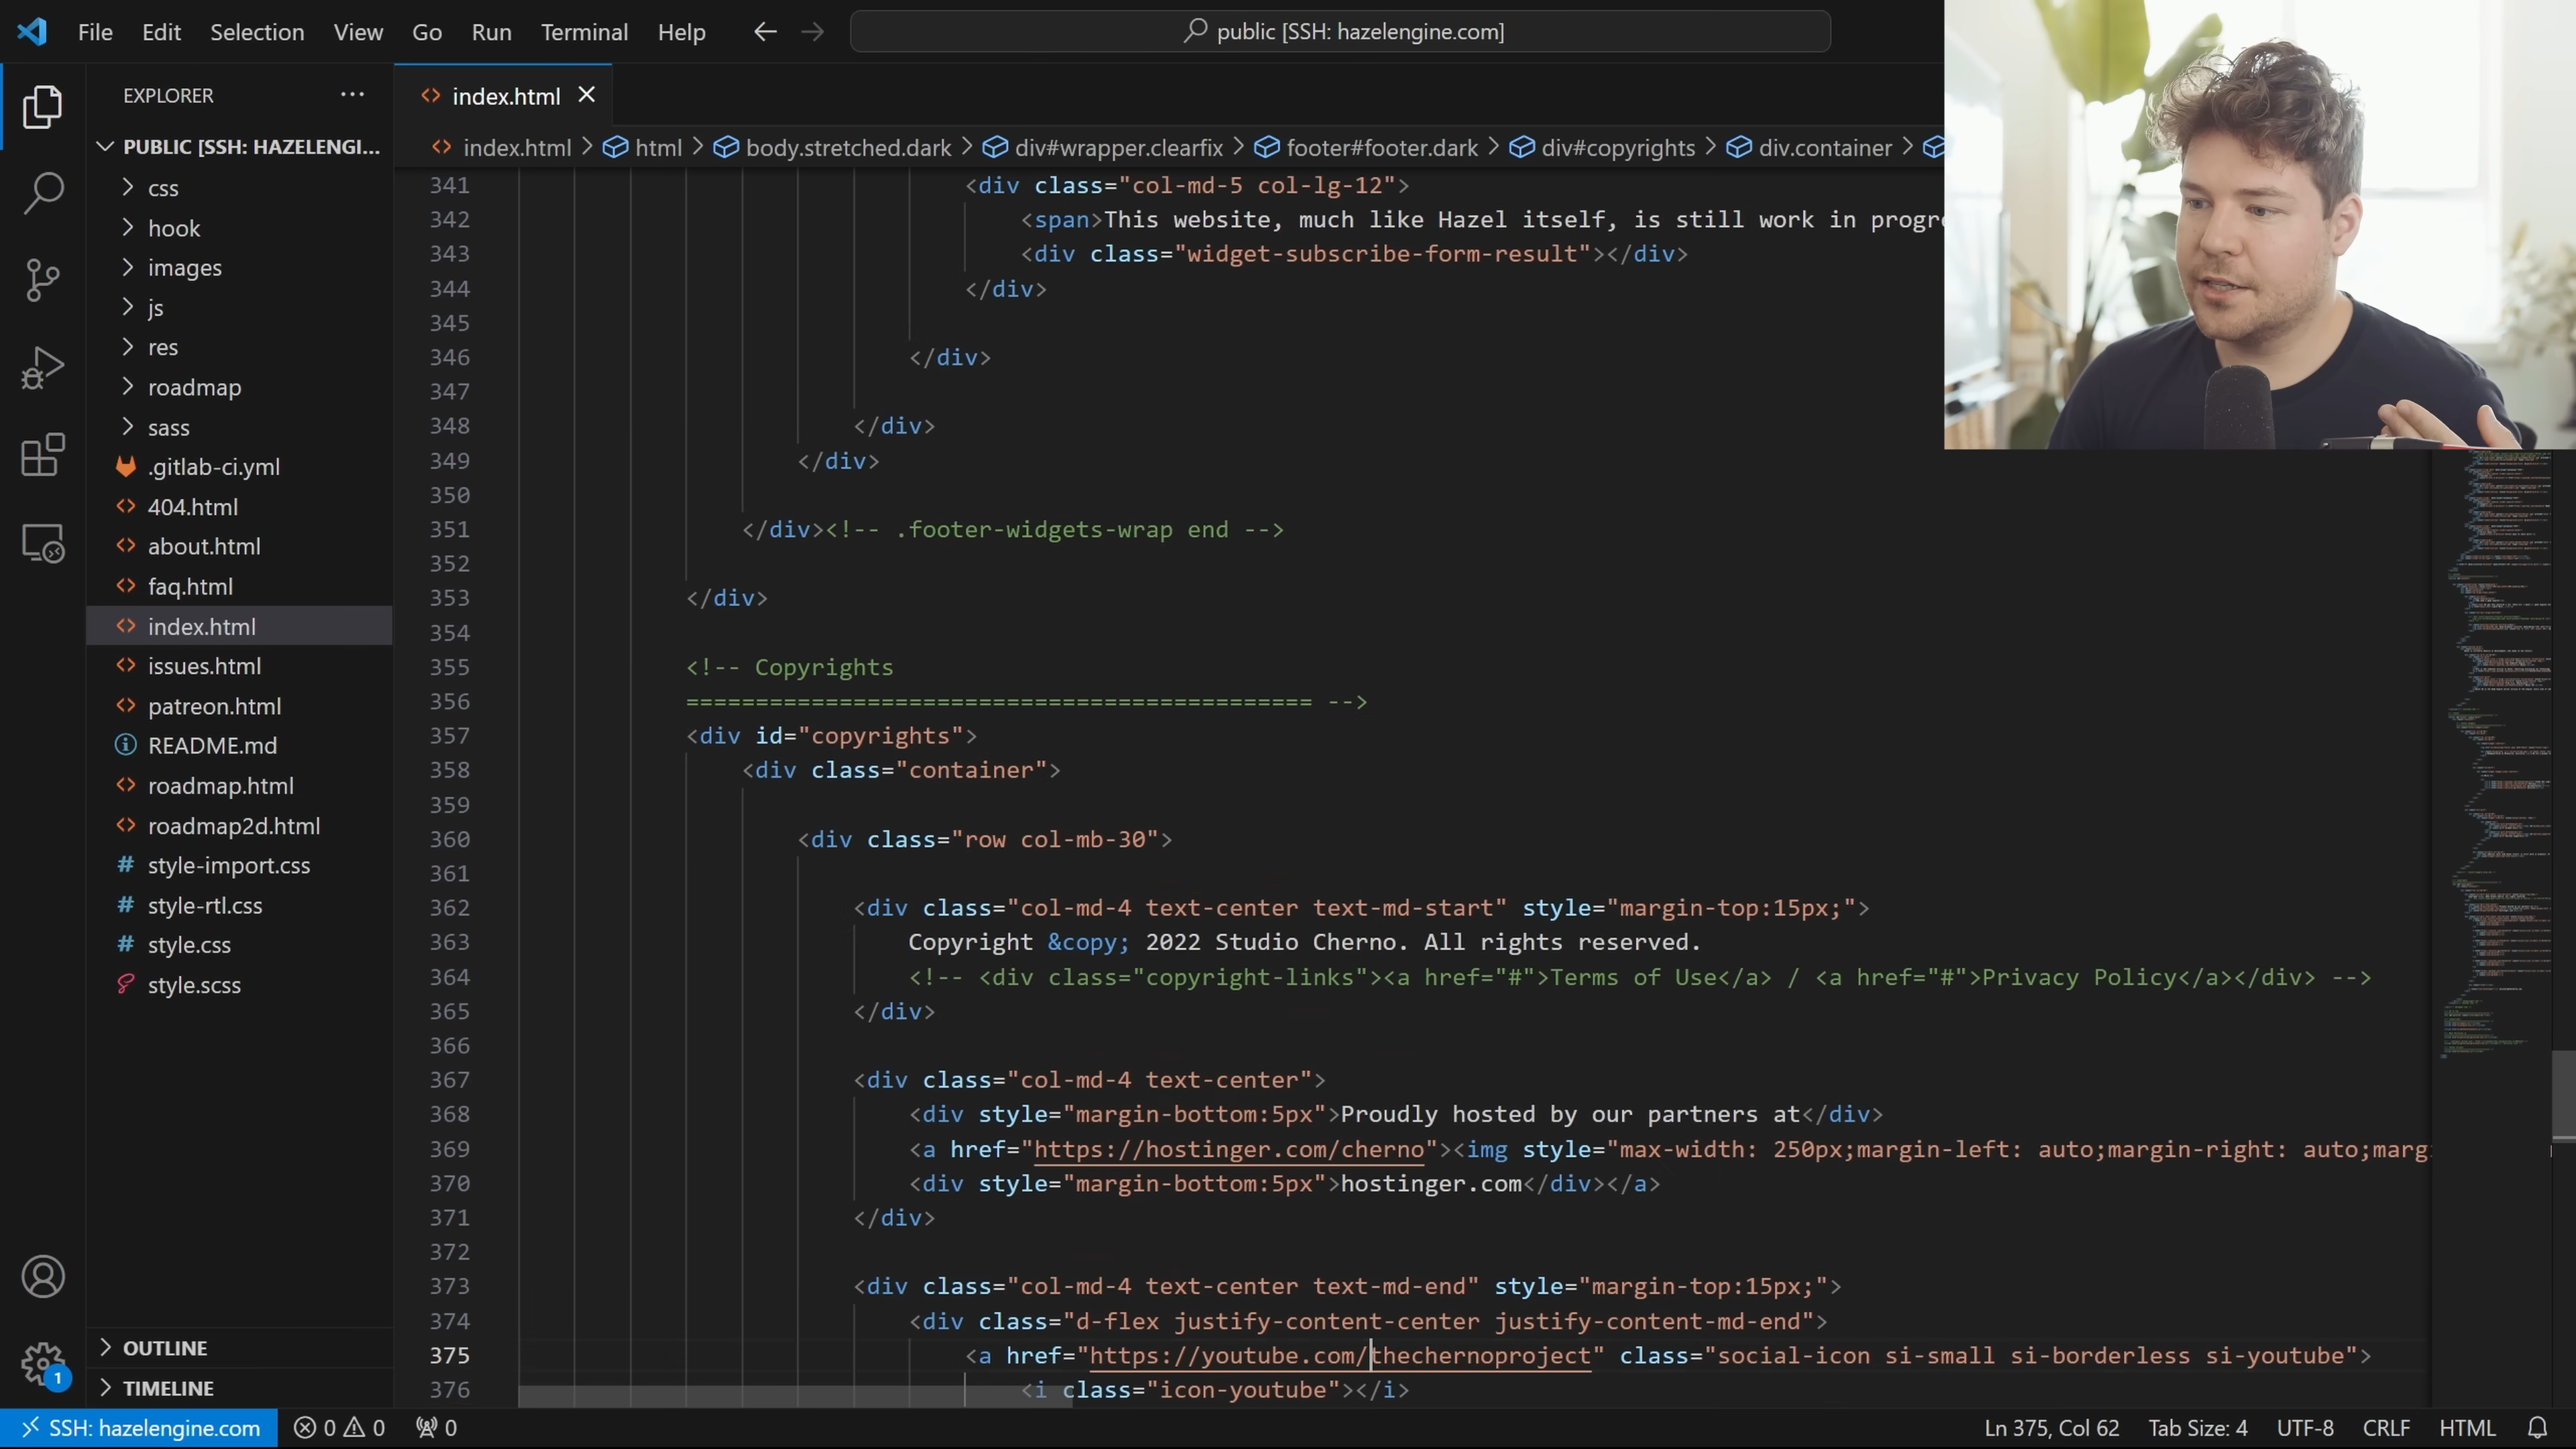 File Edit Selection View Go Run Terminal Help
public [SSH: hazelengine.com]
EXPLORER
index.html
PUBLIC [SSH: HAZELENGI...
index.html > html > body.stretched.dark > div#wrapper.clearfix > footer#footer.dark > div#copyrights > div.container >
css
hook
images
js
res
roadmap
sass
.gitlab-ci.yml
404.html
about.html
faq.html
index.html
issues.html
patreon.html
README.md
roadmap.html
roadmap2d.html
style-import.css
style-rtl.css
style.css
style.scss
OUTLINE
TIMELINE
1
341 <div class="col-md-5 col-lg-12">
342 <span>This website, much like Hazel itself, is still work in progr
343 <div class="widget-subscribe-form-result"></div>
344 </div>
345
346 </div>
347
348 </div>
349 </div>
350
351 </div><!-- .footer-widgets-wrap end -->
352
353 </div>
354
355 <!-- Copyrights
356 ============================================= -->
357 <div id="copyrights">
358 <div class="container">
359
360 <div class="row col-mb-30">
361
362 <div class="col-md-4 text-center text-md-start" style="margin-top:15px;">
363 Copyright &copy; 2022 Studio Cherno. All rights reserved.
364 <!-- <div class="copyright-links"><a href="#">Terms of Use</a> / <a href="#">Privacy Policy</a></div> -->
365 </div>
366
367 <div class="col-md-4 text-center">
368 <div style="margin-bottom:5px">Proudly hosted by our partners at</div>
369 <a href="https://hostinger.com/cherno"><img style="max-width: 250px;margin-left: auto;margin-right: auto;marg
370 <div style="margin-bottom:5px">hostinger.com</div></a>
371 </div>
372
373 <div class="col-md-4 text-center text-md-end" style="margin-top:15px;">
374 <div class="d-flex justify-content-center justify-content-md-end">
375 <a href="https://youtube.com/thechernoproject" class="social-icon si-small si-borderless si-youtube">
376 <i class="icon-youtube"></i>
SSH: hazelengine.com 0 0 0 Ln 375, Col 62 Tab Size: 4 UTF-8 CRLF HTML